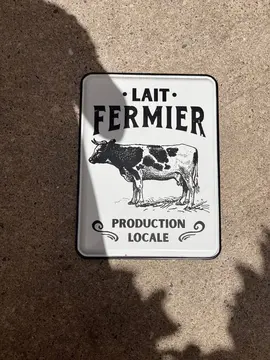 · LAIT ·
FERMIER
PRODUCTION
LOCALE